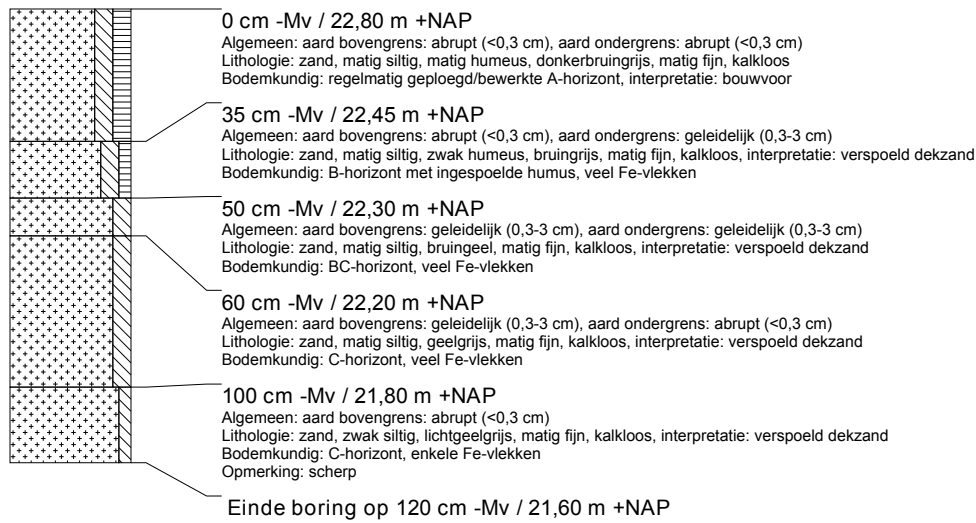 0 cm -Mv / 22,80 m +NAP
Algemeen: aard bovengrens: abrupt (<0,3 cm), aard ondergrens: abrupt (<0,3 cm)
Lithologie: zand, matig siltig, matig humeus, donkerbruingrijs, matig fijn, kalkloos
Bodemkundig: regelmatig geploegd/bewerkte A-horizont, interpretatie: bouwvoor
35 cm -Mv / 22,45 m +NAP
Algemeen: aard bovengrens: abrupt (<0,3 cm), aard ondergrens: geleidelijk (0,3-3 cm)
Lithologie: zand, matig siltig, zwak humeus, bruingrijs, matig fijn, kalkloos, interpretatie: verspoeld dekzand
Bodemkundig: B-horizont met ingespoelde humus, veel Fe-vlekken
50 cm -Mv / 22,30 m +NAP
Algemeen: aard bovengrens: geleidelijk (0,3-3 cm), aard ondergrens: geleidelijk (0,3-3 cm)
Lithologie: zand, matig siltig, bruingeel, matig fijn, kalkloos, interpretatie: verspoeld dekzand
Bodemkundig: BC-horizont, veel Fe-vlekken
60 cm -Mv / 22,20 m +NAP
Algemeen: aard bovengrens: geleidelijk (0,3-3 cm), aard ondergrens: abrupt (<0,3 cm)
Lithologie: zand, matig siltig, geelgrijs, matig fijn, kalkloos, interpretatie: verspoeld dekzand
Bodemkundig: C-horizont, veel Fe-vlekken
100 cm -Mv / 21,80 m +NAP
Algemeen: aard bovengrens: abrupt (<0,3 cm)
Lithologie: zand, zwak siltig, lichtgeelgrijs, matig fijn, kalkloos, interpretatie: verspoeld dekzand
Bodemkundig: C-horizont, enkele Fe-vlekken
Opmerking: scherp
Einde boring op 120 cm -Mv / 21,60 m +NAP